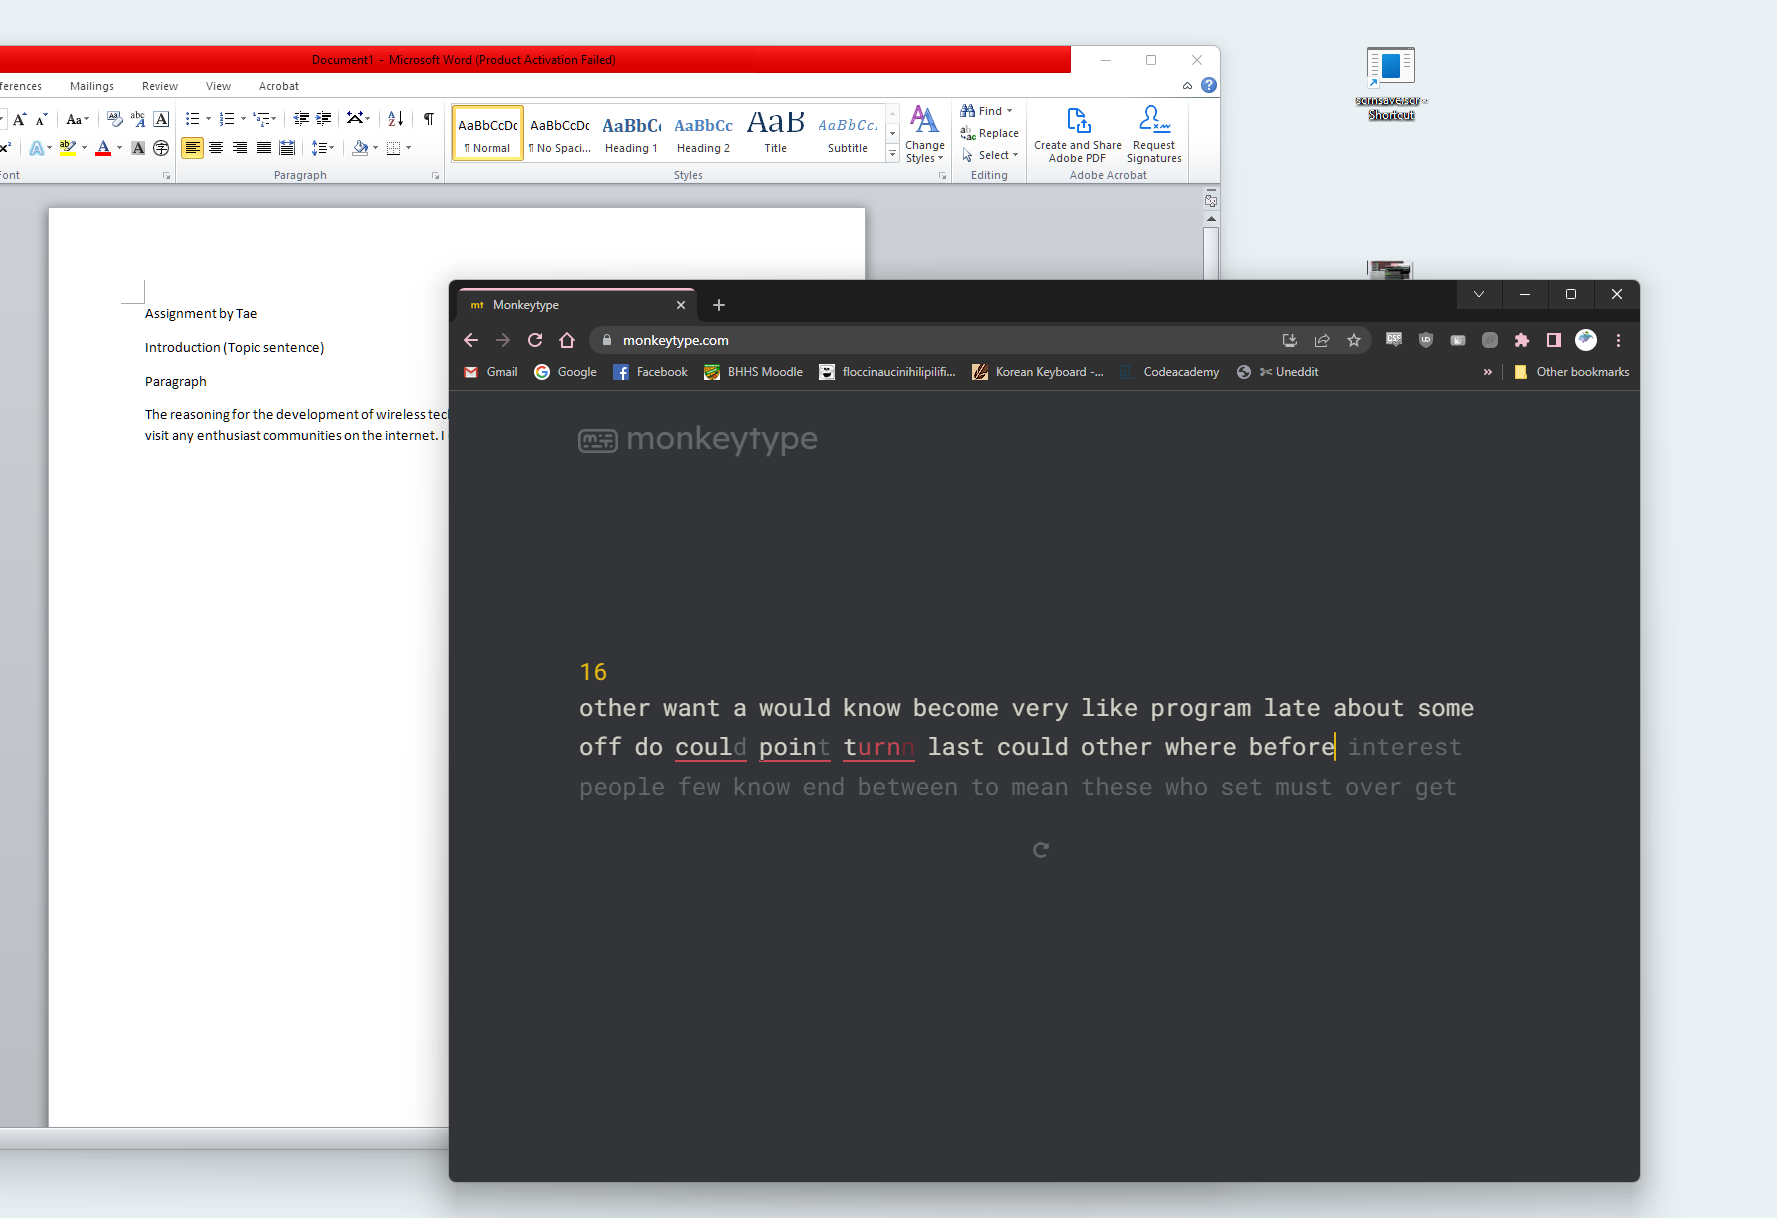 Document1 - Microsoft Word (Product Activation Failed)
ferences Mailings Review View Acrobat
Aa
AaBbCcDc AaBbCcDc AaBbCc AaBbCc AaB AaBbCc.
¶ Normal ¶ No Spaci... Heading 1 Heading 2 Title Subtitle
Change Styles
Find
Replace
Select
Create and Share Adobe PDF
Request Signatures
Font Paragraph Styles Editing Adobe Acrobat
scrnsave.scr - Shortcut
Assignment by Tae
Introduction (Topic sentence)
Paragraph
The reasoning for the development of wireless tec
visit any enthusiast communities on the internet. I
mt Monkeytype
monkeytype.com
Gmail Google Facebook BHHS Moodle floccinaucinihilipilifi... Korean Keyboard -... Codeacademy ✄ Uneddit » Other bookmarks
monkeytype
16
other want a would know become very like program late about some
off do could point turnn last could other where before interest
people few know end between to mean these who set must over get